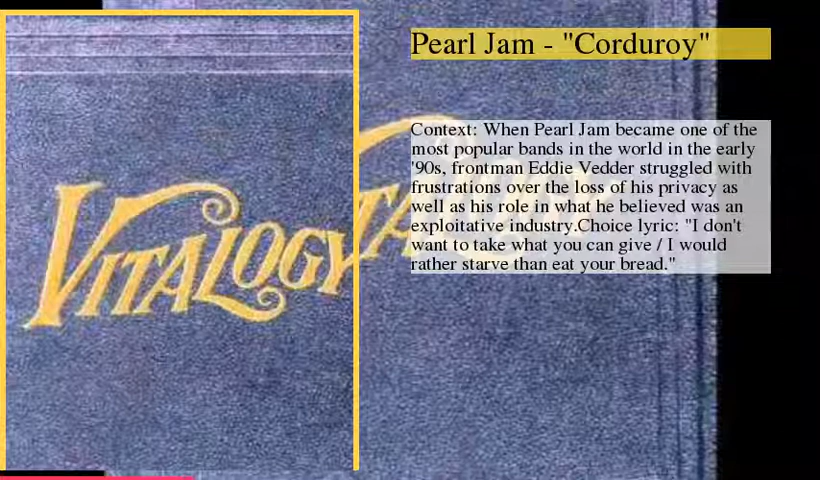 Pearl Jam - "Corduroy"
Context: When Pearl Jam became one of the
most popular bands in the world in the early
'90s, frontman Eddie Vedder struggled with
frustrations over the loss of his privacy as
well as his role in what he believed was an
exploitative industry.Choice lyric: "I don't
want to take what you can give / I would
rather starve than eat your bread."
VITALOGY